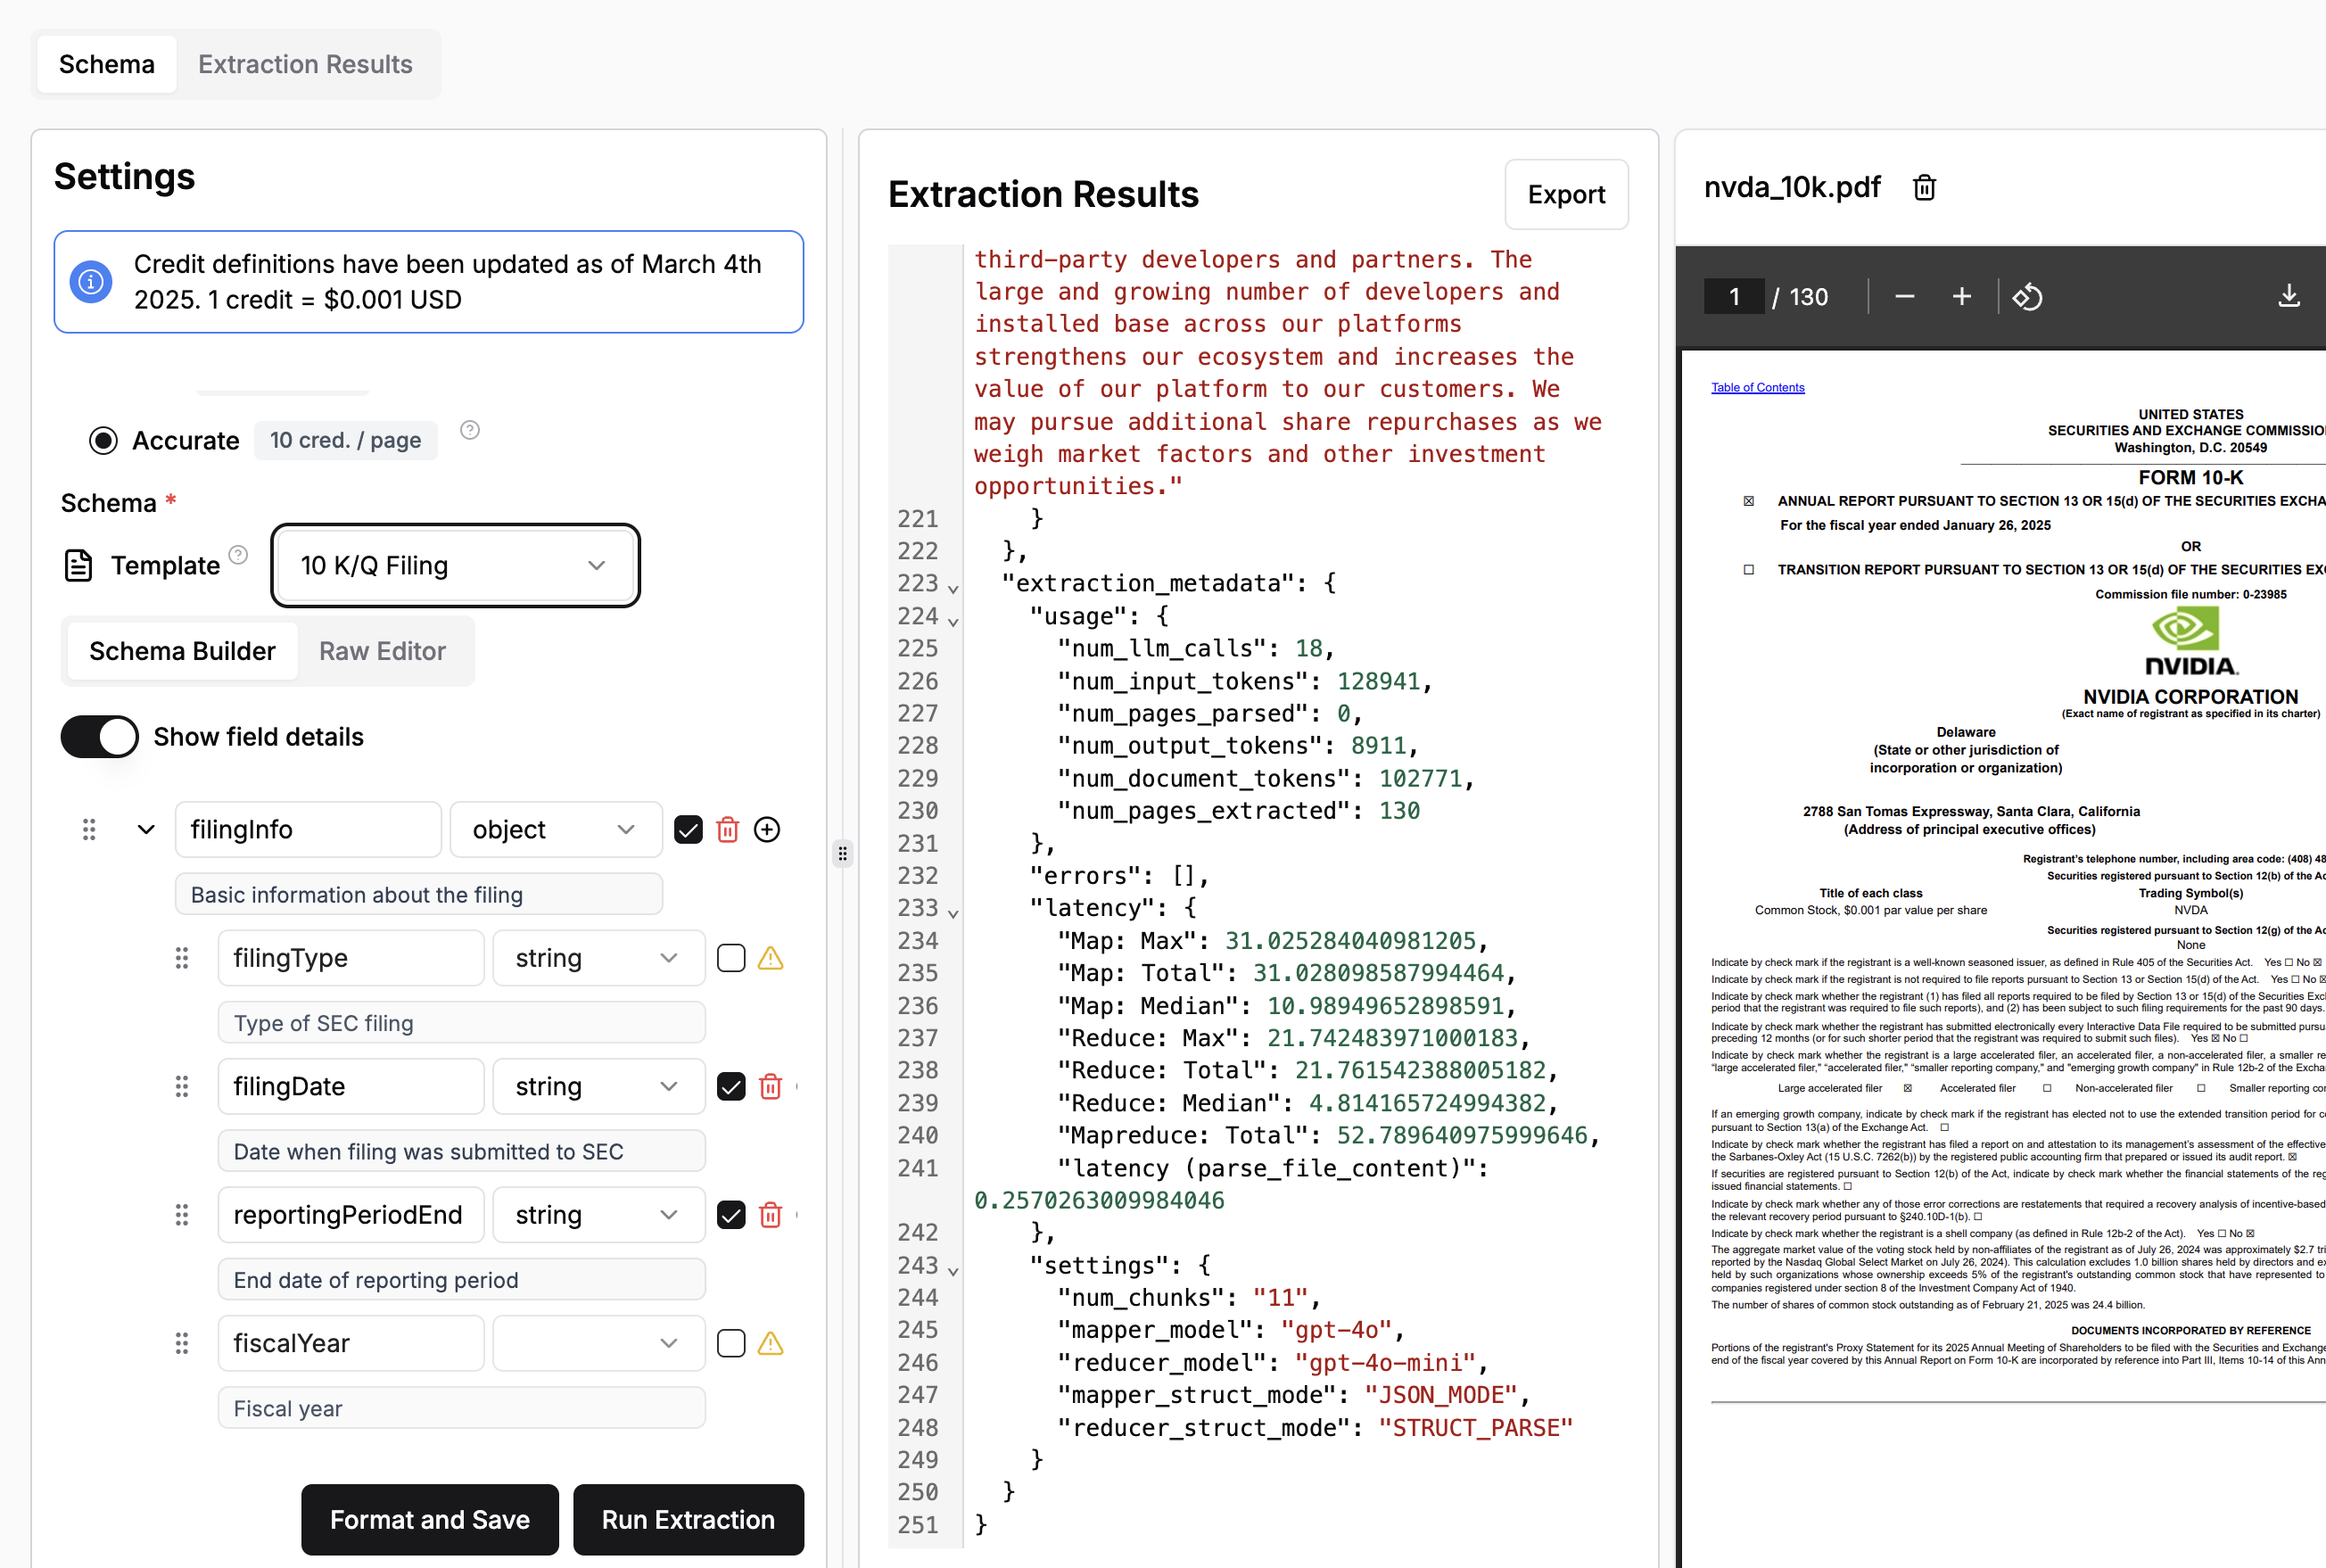 Schema
Extraction Results
Settings
Credit definitions have been updated as of March 4th
2025. 1 credit = $0.001 USD
Accurate
10 cred. / page
Schema *
Template
10 K/Q Filing
Schema Builder
Raw Editor
Show field details
filingInfo
object
Basic information about the filing
filingType
string
Type of SEC filing
filingDate
string
Date when filing was submitted to SEC
reportingPeriodEnd
string
End date of reporting period
fiscalYear
Fiscal year
Format and Save
Run Extraction
Extraction Results
Export
third-party developers and partners. The
large and growing number of developers and
installed base across our platforms
strengthens our ecosystem and increases the
value of our platform to our customers. We
may pursue additional share repurchases as we
weigh market factors and other investment
opportunities."
221 }
222 },
223 "extraction_metadata": {
224 "usage": {
225 "num_llm_calls": 18,
226 "num_input_tokens": 128941,
227 "num_pages_parsed": 0,
228 "num_output_tokens": 8911,
229 "num_document_tokens": 102771,
230 "num_pages_extracted": 130
231 },
232 "errors": [],
233 "latency": {
234 "Map: Max": 31.025284040981205,
235 "Map: Total": 31.028098587994464,
236 "Map: Median": 10.98949652898591,
237 "Reduce: Max": 21.742483971000183,
238 "Reduce: Total": 21.761542388005182,
239 "Reduce: Median": 4.814165724994382,
240 "Mapreduce: Total": 52.789640975999646,
241 "latency (parse_file_content)":
0.2570263009984046
242 },
243 "settings": {
244 "num_chunks": "11",
245 "mapper_model": "gpt-4o",
246 "reducer_model": "gpt-4o-mini",
247 "mapper_struct_mode": "JSON_MODE",
248 "reducer_struct_mode": "STRUCT_PARSE"
249 }
250 }
251 }
nvda_10k.pdf
1 / 130
Table of Contents
UNITED STATES
SECURITIES AND EXCHANGE COMMISSIO
Washington, D.C. 20549
FORM 10-K
☒ ANNUAL REPORT PURSUANT TO SECTION 13 OR 15(d) OF THE SECURITIES EXCHA
For the fiscal year ended January 26, 2025
OR
☐ TRANSITION REPORT PURSUANT TO SECTION 13 OR 15(d) OF THE SECURITIES EX
Commission file number: 0-23985
NVIDIA.
NVIDIA CORPORATION
(Exact name of registrant as specified in its charter)
Delaware
(State or other jurisdiction of
incorporation or organization)
2788 San Tomas Expressway, Santa Clara, California
(Address of principal executive offices)
Registrant's telephone number, including area code: (408) 48
Securities registered pursuant to Section 12(b) of the Ac
Title of each class
Trading Symbol(s)
Common Stock, $0.001 par value per share
NVDA
Securities registered pursuant to Section 12(g) of the Ac
None
Indicate by check mark if the registrant is a well-known seasoned issuer, as defined in Rule 405 of the Securities Act. Yes ☐ No ☒
Indicate by check mark if the registrant is not required to file reports pursuant to Section 13 or Section 15(d) of the Act. Yes ☐ No ☒
Indicate by check mark whether the registrant (1) has filed all reports required to be filed by Section 13 or 15(d) of the Securities Exc
period that the registrant was required to file such reports), and (2) has been subject to such filing requirements for the past 90 days.
Indicate by check mark whether the registrant has submitted electronically every Interactive Data File required to be submitted pursu
preceding 12 months (or for such shorter period that the registrant was required to submit such files). Yes ☒ No ☐
Indicate by check mark whether the registrant is a large accelerated filer, an accelerated filer, a non-accelerated filer, a smaller re
"large accelerated filer," "accelerated filer," "smaller reporting company," and "emerging growth company" in Rule 12b-2 of the Excha
Large accelerated filer ☒ Accelerated filer ☐ Non-accelerated filer ☐ Smaller reporting co
If an emerging growth company, indicate by check mark if the registrant has elected not to use the extended transition period for c
pursuant to Section 13(a) of the Exchange Act. ☐
Indicate by check mark whether the registrant has filed a report on and attestation to its management's assessment of the effective
the Sarbanes-Oxley Act (15 U.S.C. 7262(b)) by the registered public accounting firm that prepared or issued its audit report. ☒
If securities are registered pursuant to Section 12(b) of the Act, indicate by check mark whether the financial statements of the reg
issued financial statements. ☐
Indicate by check mark whether any of those error corrections are restatements that required a recovery analysis of incentive-based
the relevant recovery period pursuant to §240.10D-1(b). ☐
Indicate by check mark whether the registrant is a shell company (as defined in Rule 12b-2 of the Act). Yes ☐ No ☒
The aggregate market value of the voting stock held by non-affiliates of the registrant as of July 26, 2024 was approximately $2.7 tri
reported by the Nasdaq Global Select Market on July 26, 2024). This calculation excludes 1.0 billion shares held by directors and ex
held by such organizations whose ownership exceeds 5% of the registrant's outstanding common stock that have represented to
companies registered under section 8 of the Investment Company Act of 1940.
The number of shares of common stock outstanding as of February 21, 2025 was 24.4 billion.
DOCUMENTS INCORPORATED BY REFERENCE
Portions of the registrant's Proxy Statement for its 2025 Annual Meeting of Shareholders to be filed with the Securities and Exchange
end of the fiscal year covered by this Annual Report on Form 10-K are incorporated by reference into Part III, Items 10-14 of this Ann